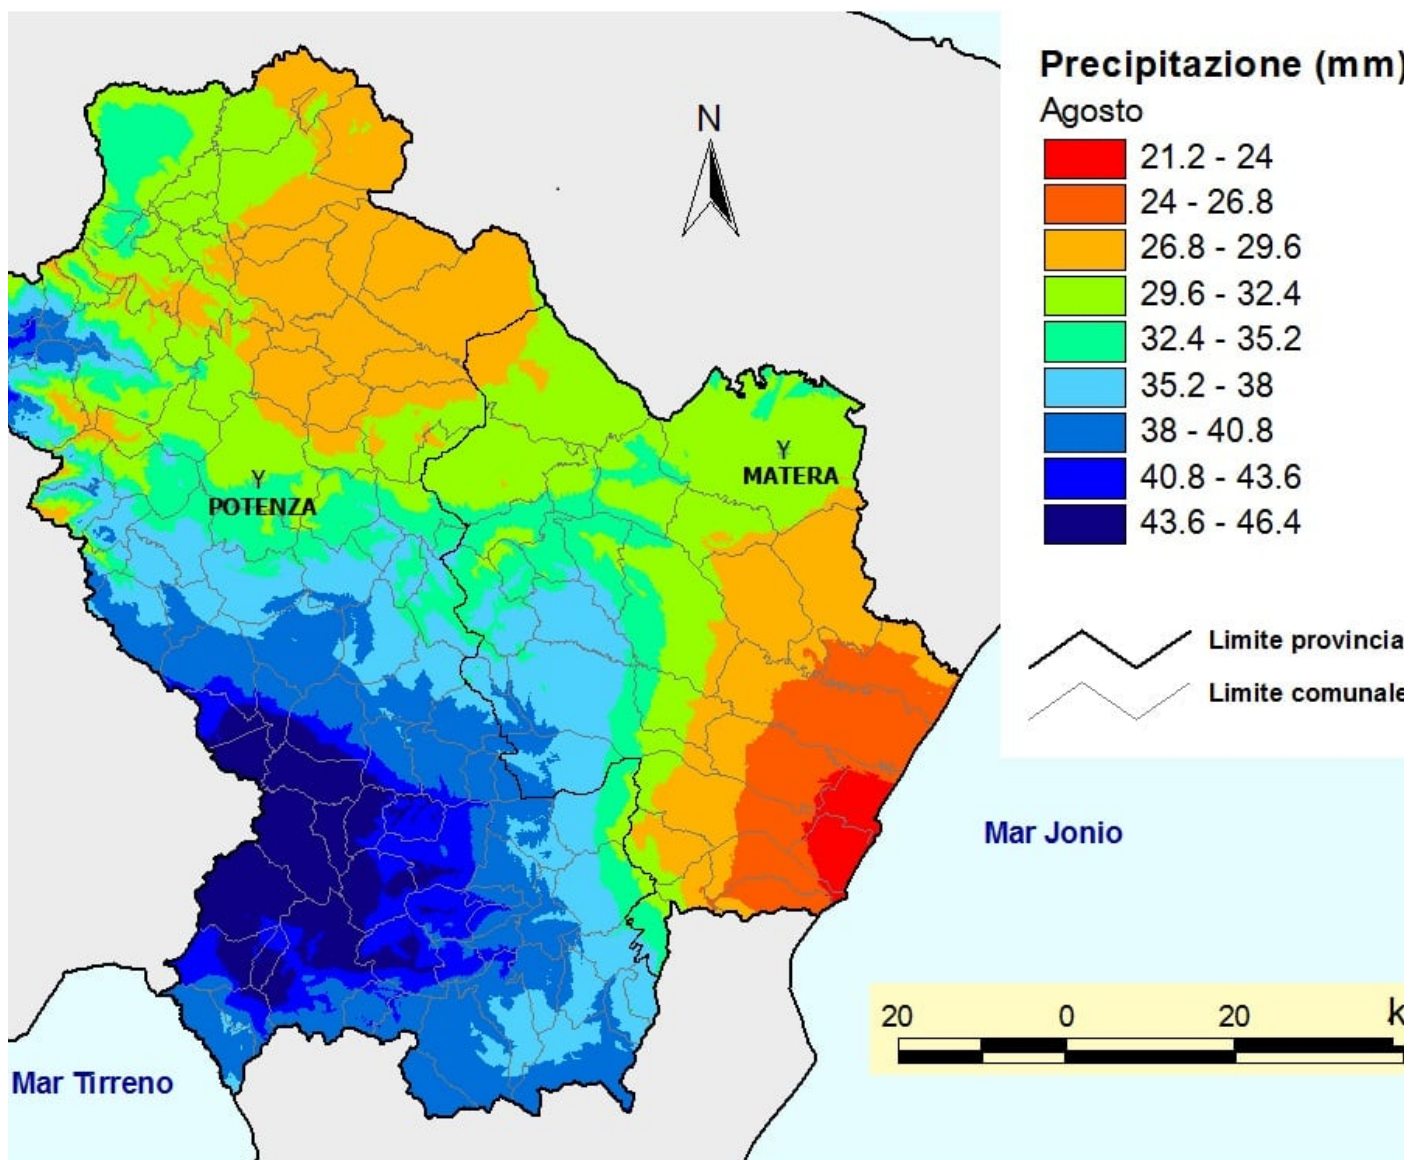 Precipitazione (mm)
Agosto
21.2 - 24
24 - 26.8
26.8 - 29.6
29.6 - 32.4
32.4 - 35.2
35.2 - 38
38 - 40.8
40.8 - 43.6
43.6 - 46.4
N
Y
MATERA
Y
POTENZA
Limite provincia
Limite comunale
Mar Jonio
20 0 20 k
Mar Tirreno